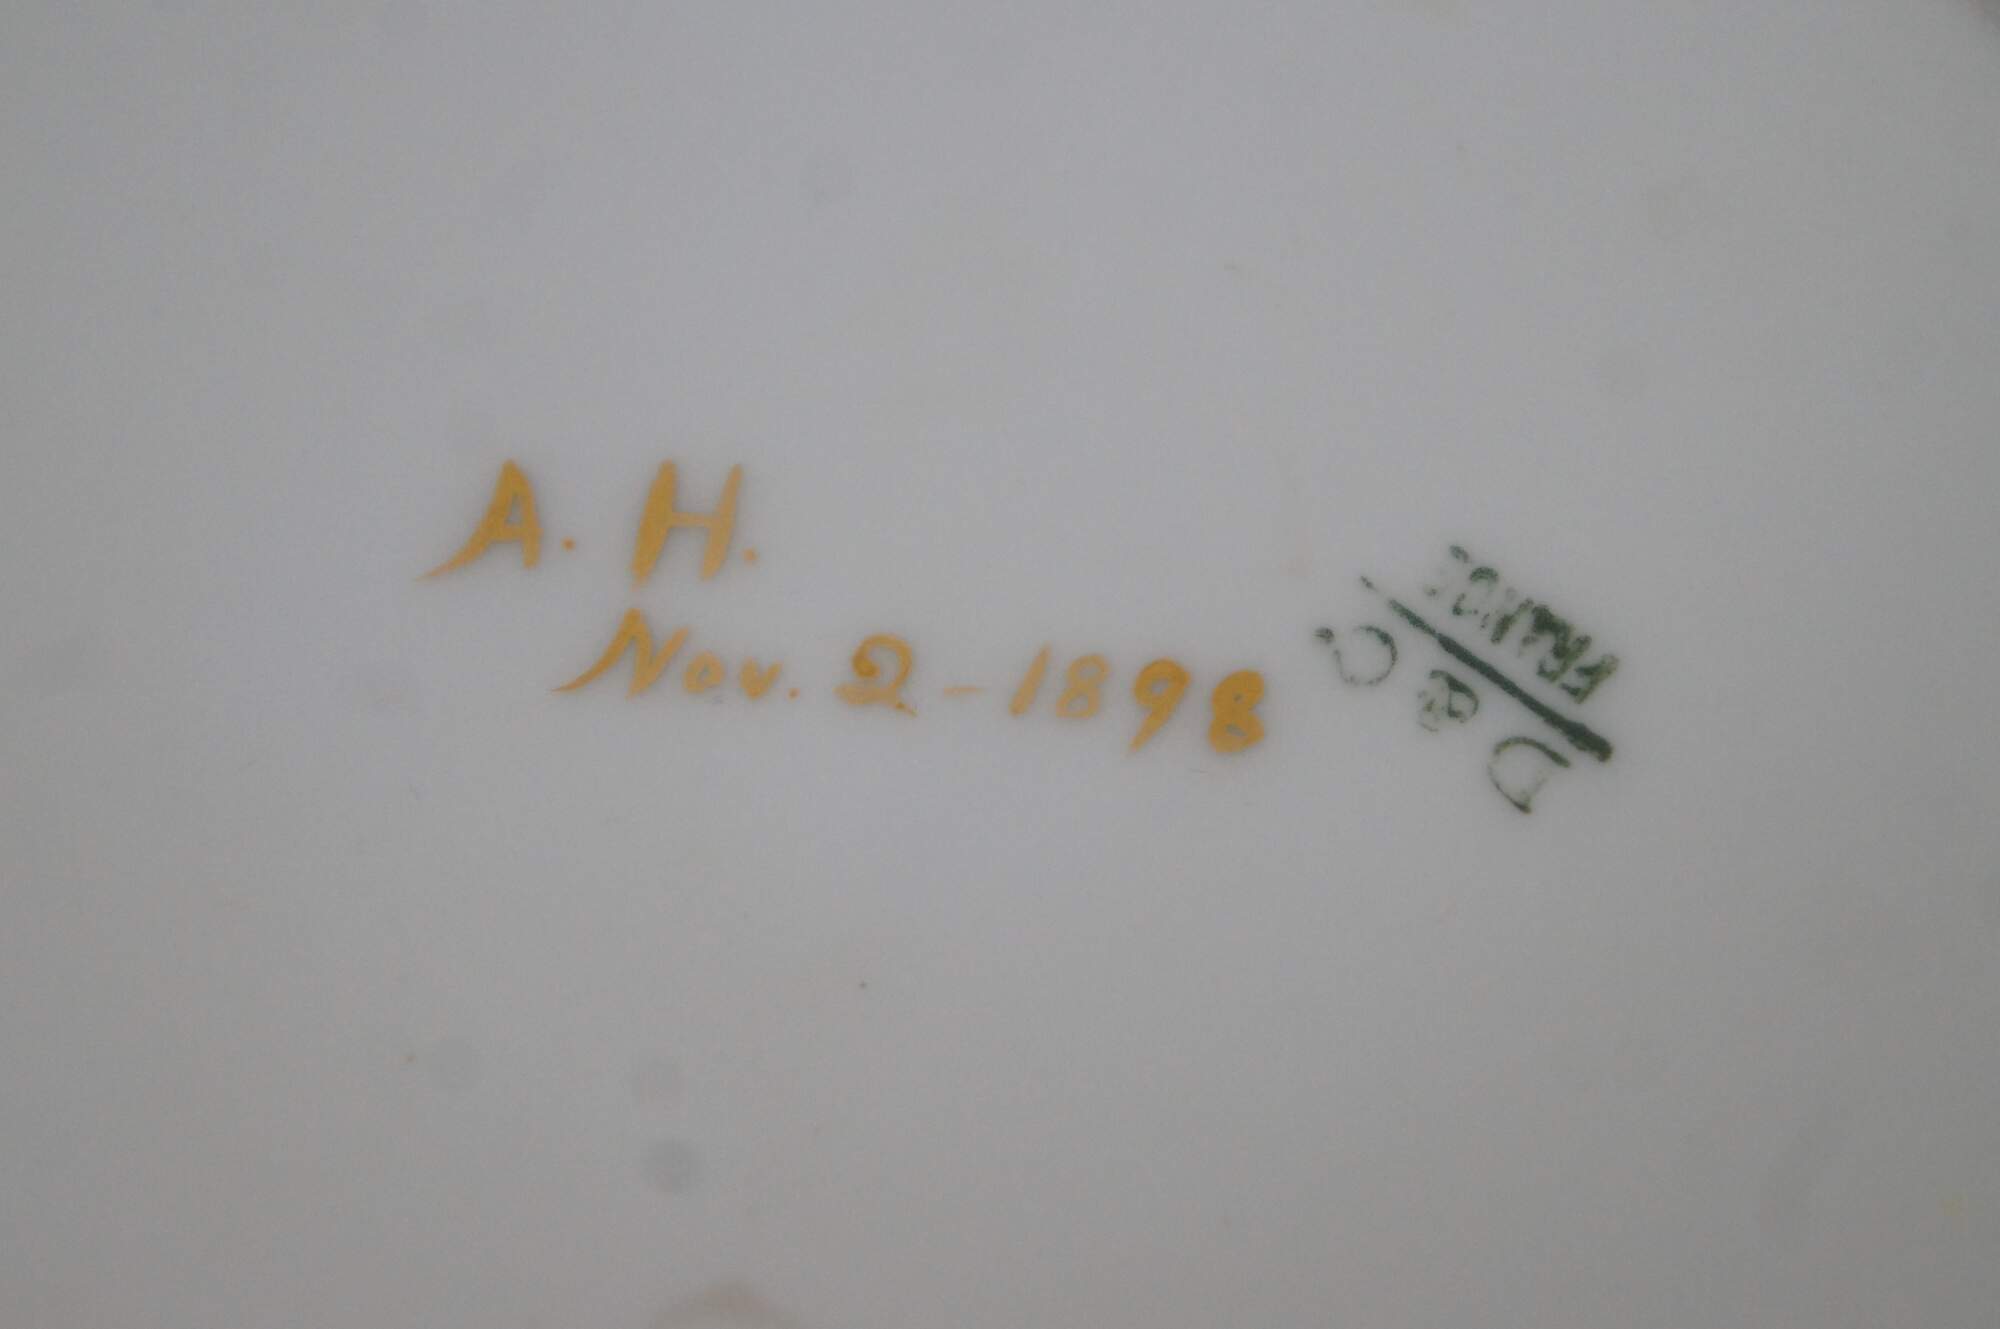 A. H.
Nov. 2 - 1898
FRANCE
D & C°